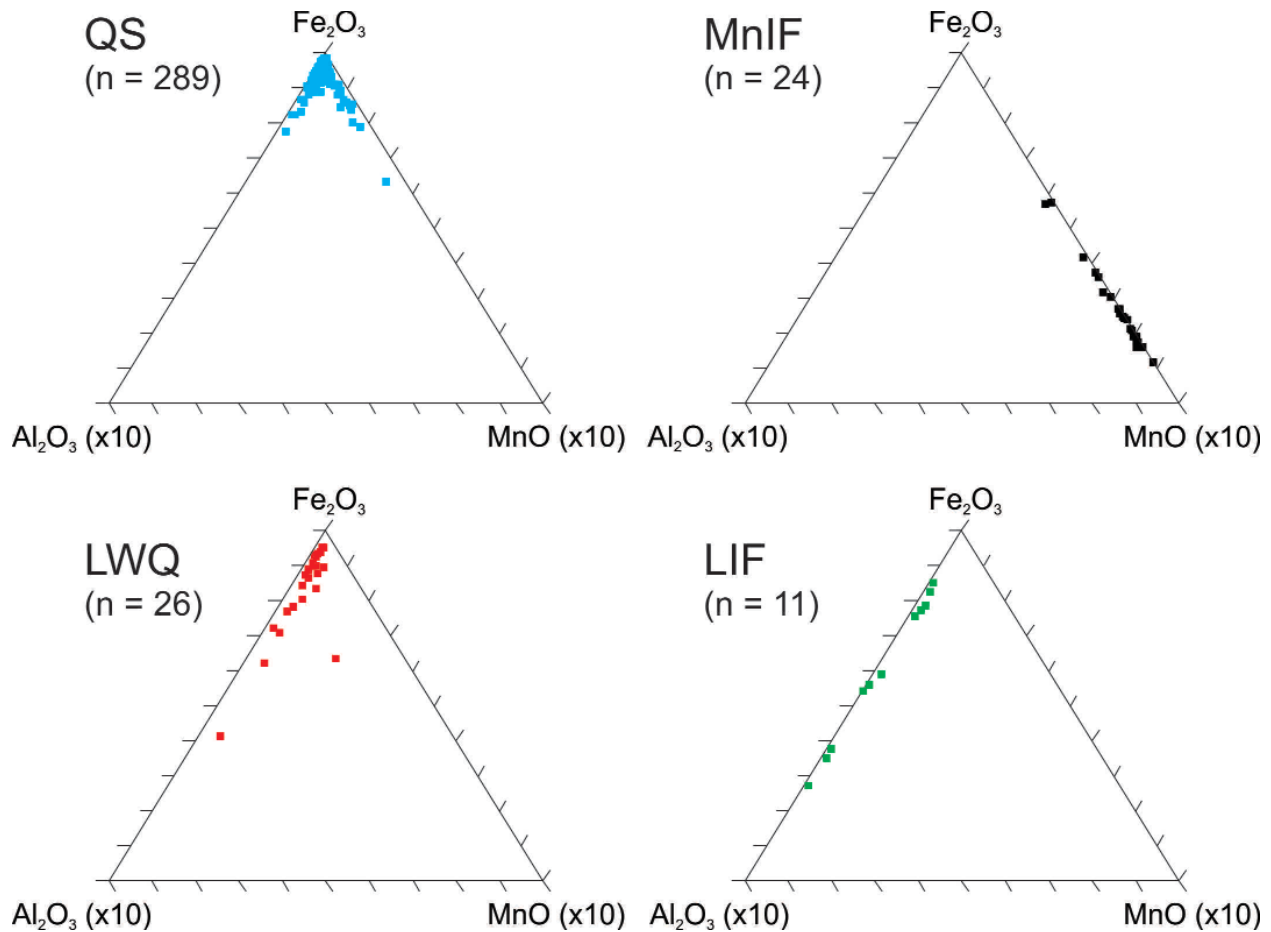 QS
(n = 289)
Fe₂O₃
Al₂O₃ (x10)
MnO (x10)
MnIF
(n = 24)
Fe₂O₃
Al₂O₃ (x10)
MnO (x10)
LWQ
(n = 26)
Fe₂O₃
Al₂O₃ (x10)
MnO (x10)
LIF
(n = 11)
Fe₂O₃
Al₂O₃ (x10)
MnO (x10)